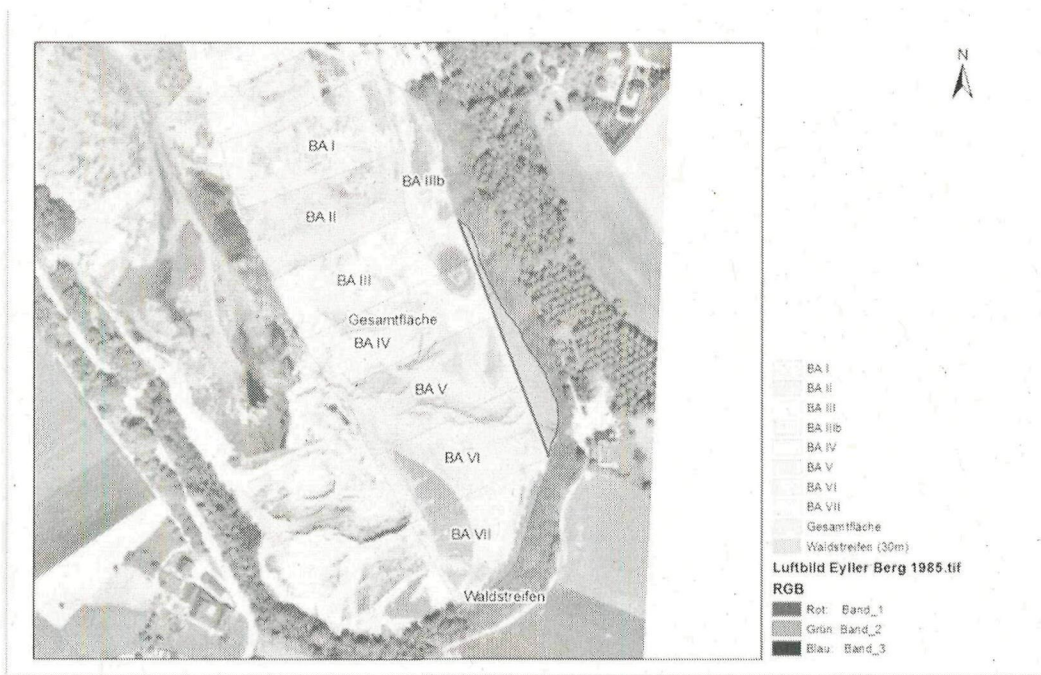 N
BA I
BA IIIb
BA II
BA III
Gesamtfläche
BA IV
BA V
BA VI
BA VII
Waldstreifen
BA I
BA II
BA III
BA IIIb
BA IV
BA V
BA VI
BA VII
Gesamtfläche
Waldstreifen (30m)
Luftbild Eyller Berg 1985.tif
RGB
Rot: Band_1
Grün: Band_2
Blau: Band_3